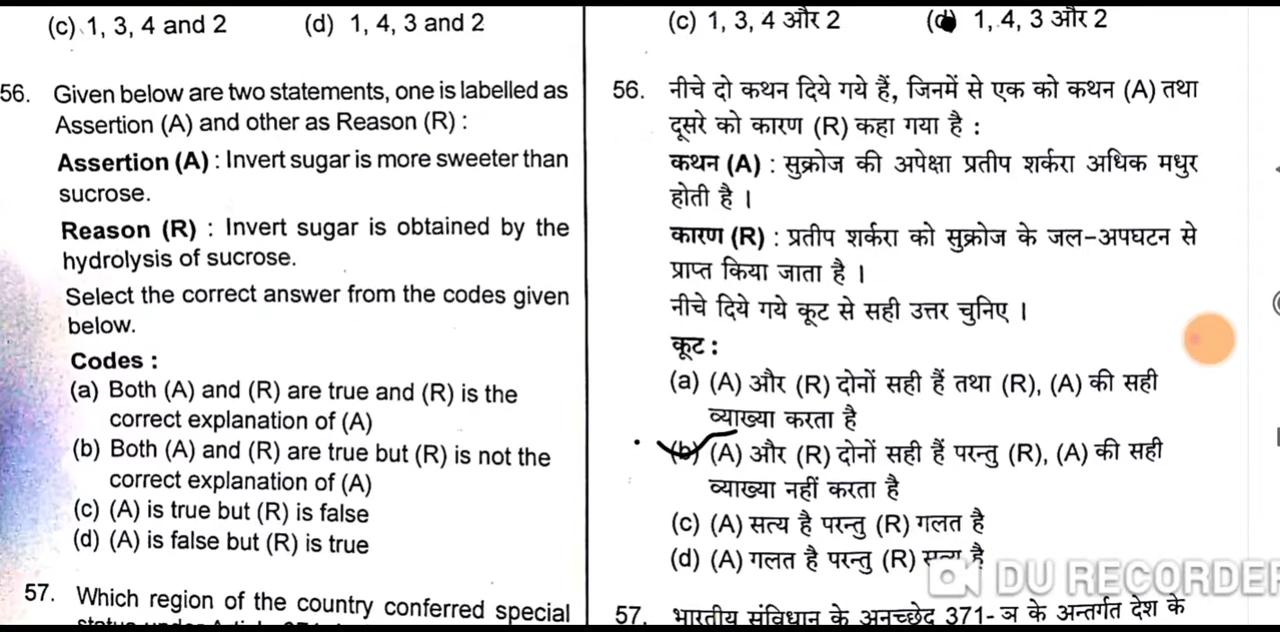 (c) 1, 3, 4 and 2 (d) 1, 4, 3 and 2
56. Given below are two statements, one is labelled as
Assertion (A) and other as Reason (R) :
Assertion (A) : Invert sugar is more sweeter than
sucrose.
Reason (R) : Invert sugar is obtained by the
hydrolysis of sucrose.
Select the correct answer from the codes given
below.
Codes :
(a) Both (A) and (R) are true and (R) is the
correct explanation of (A)
(b) Both (A) and (R) are true but (R) is not the
correct explanation of (A)
(c) (A) is true but (R) is false
(d) (A) is false but (R) is true
57. Which region of the country conferred special
(c) 1, 3, 4 और 2 (d) 1, 4, 3 और 2
56. नीचे दो कथन दिये गये हैं, जिनमें से एक को कथन (A) तथा
दूसरे को कारण (R) कहा गया है :
कथन (A) : सुक्रोज की अपेक्षा प्रतीप शर्करा अधिक मधुर
होती है ।
कारण (R) : प्रतीप शर्करा को सुक्रोज के जल-अपघटन से
प्राप्त किया जाता है ।
नीचे दिये गये कूट से सही उत्तर चुनिए ।
कूट :
(a) (A) और (R) दोनों सही हैं तथा (R), (A) की सही
व्याख्या करता है
(b) (A) और (R) दोनों सही हैं परन्तु (R), (A) की सही
व्याख्या नहीं करता है
(c) (A) सत्य है परन्तु (R) गलत है
(d) (A) गलत है परन्तु (R) सत्य है
57. भारतीय संविधान के अनुच्छेद 371-ञ के अन्तर्गत देश के
DU RECORDER